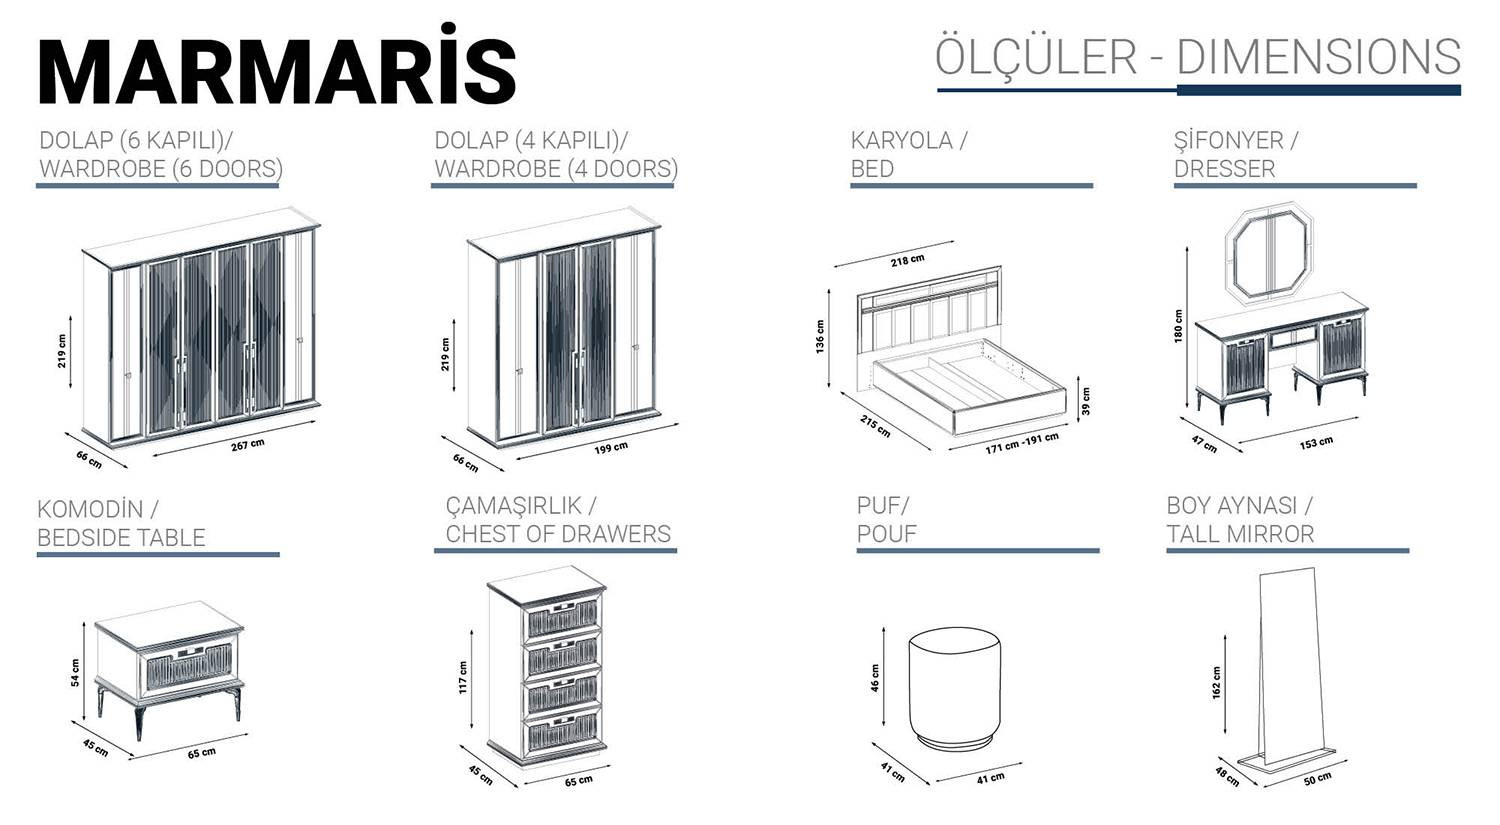 MARMARİS
ÖLÇÜLER - DIMENSIONS
DOLAP (6 KAPILI)/
WARDROBE (6 DOORS)
219 cm
66 cm
267 cm
DOLAP (4 KAPILI)/
WARDROBE (4 DOORS)
219 cm
66 cm
199 cm
KARYOLA /
BED
218 cm
136 cm
215 cm
171 cm -191 cm
39 cm
ŞİFONYER /
DRESSER
180 cm
47 cm
153 cm
KOMODİN /
BEDSIDE TABLE
54 cm
45 cm
65 cm
ÇAMAŞIRLIK /
CHEST OF DRAWERS
117 cm
45 cm
65 cm
PUF/
POUF
46 cm
41 cm
41 cm
BOY AYNASI /
TALL MIRROR
162 cm
48 cm
50 cm